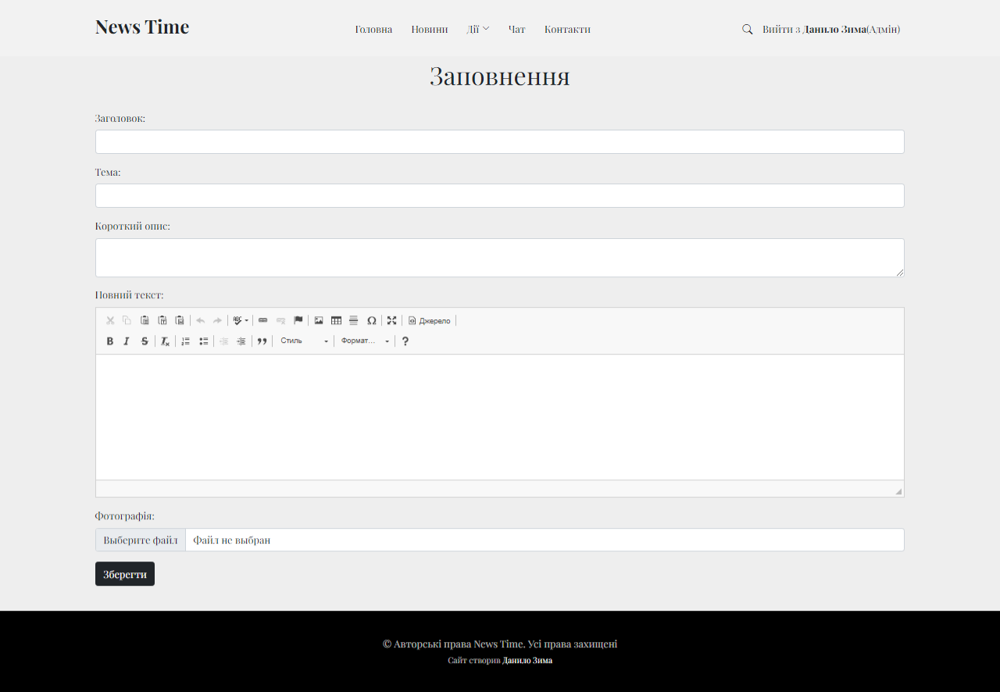 News Time
Головна Новини Дії Чат Контакти
Вийти з Данило Зима(Адмін)
Заповнення
Заголовок:
Тема:
Короткий опис:
Повний текст:
ABC Ω Джерело
B I S Tx Стиль Формат... ?
Фотографія:
Выберите файл Файл не выбран
Зберегти
© Авторські права News Time. Усі права захищені
Сайт створив Данило Зима